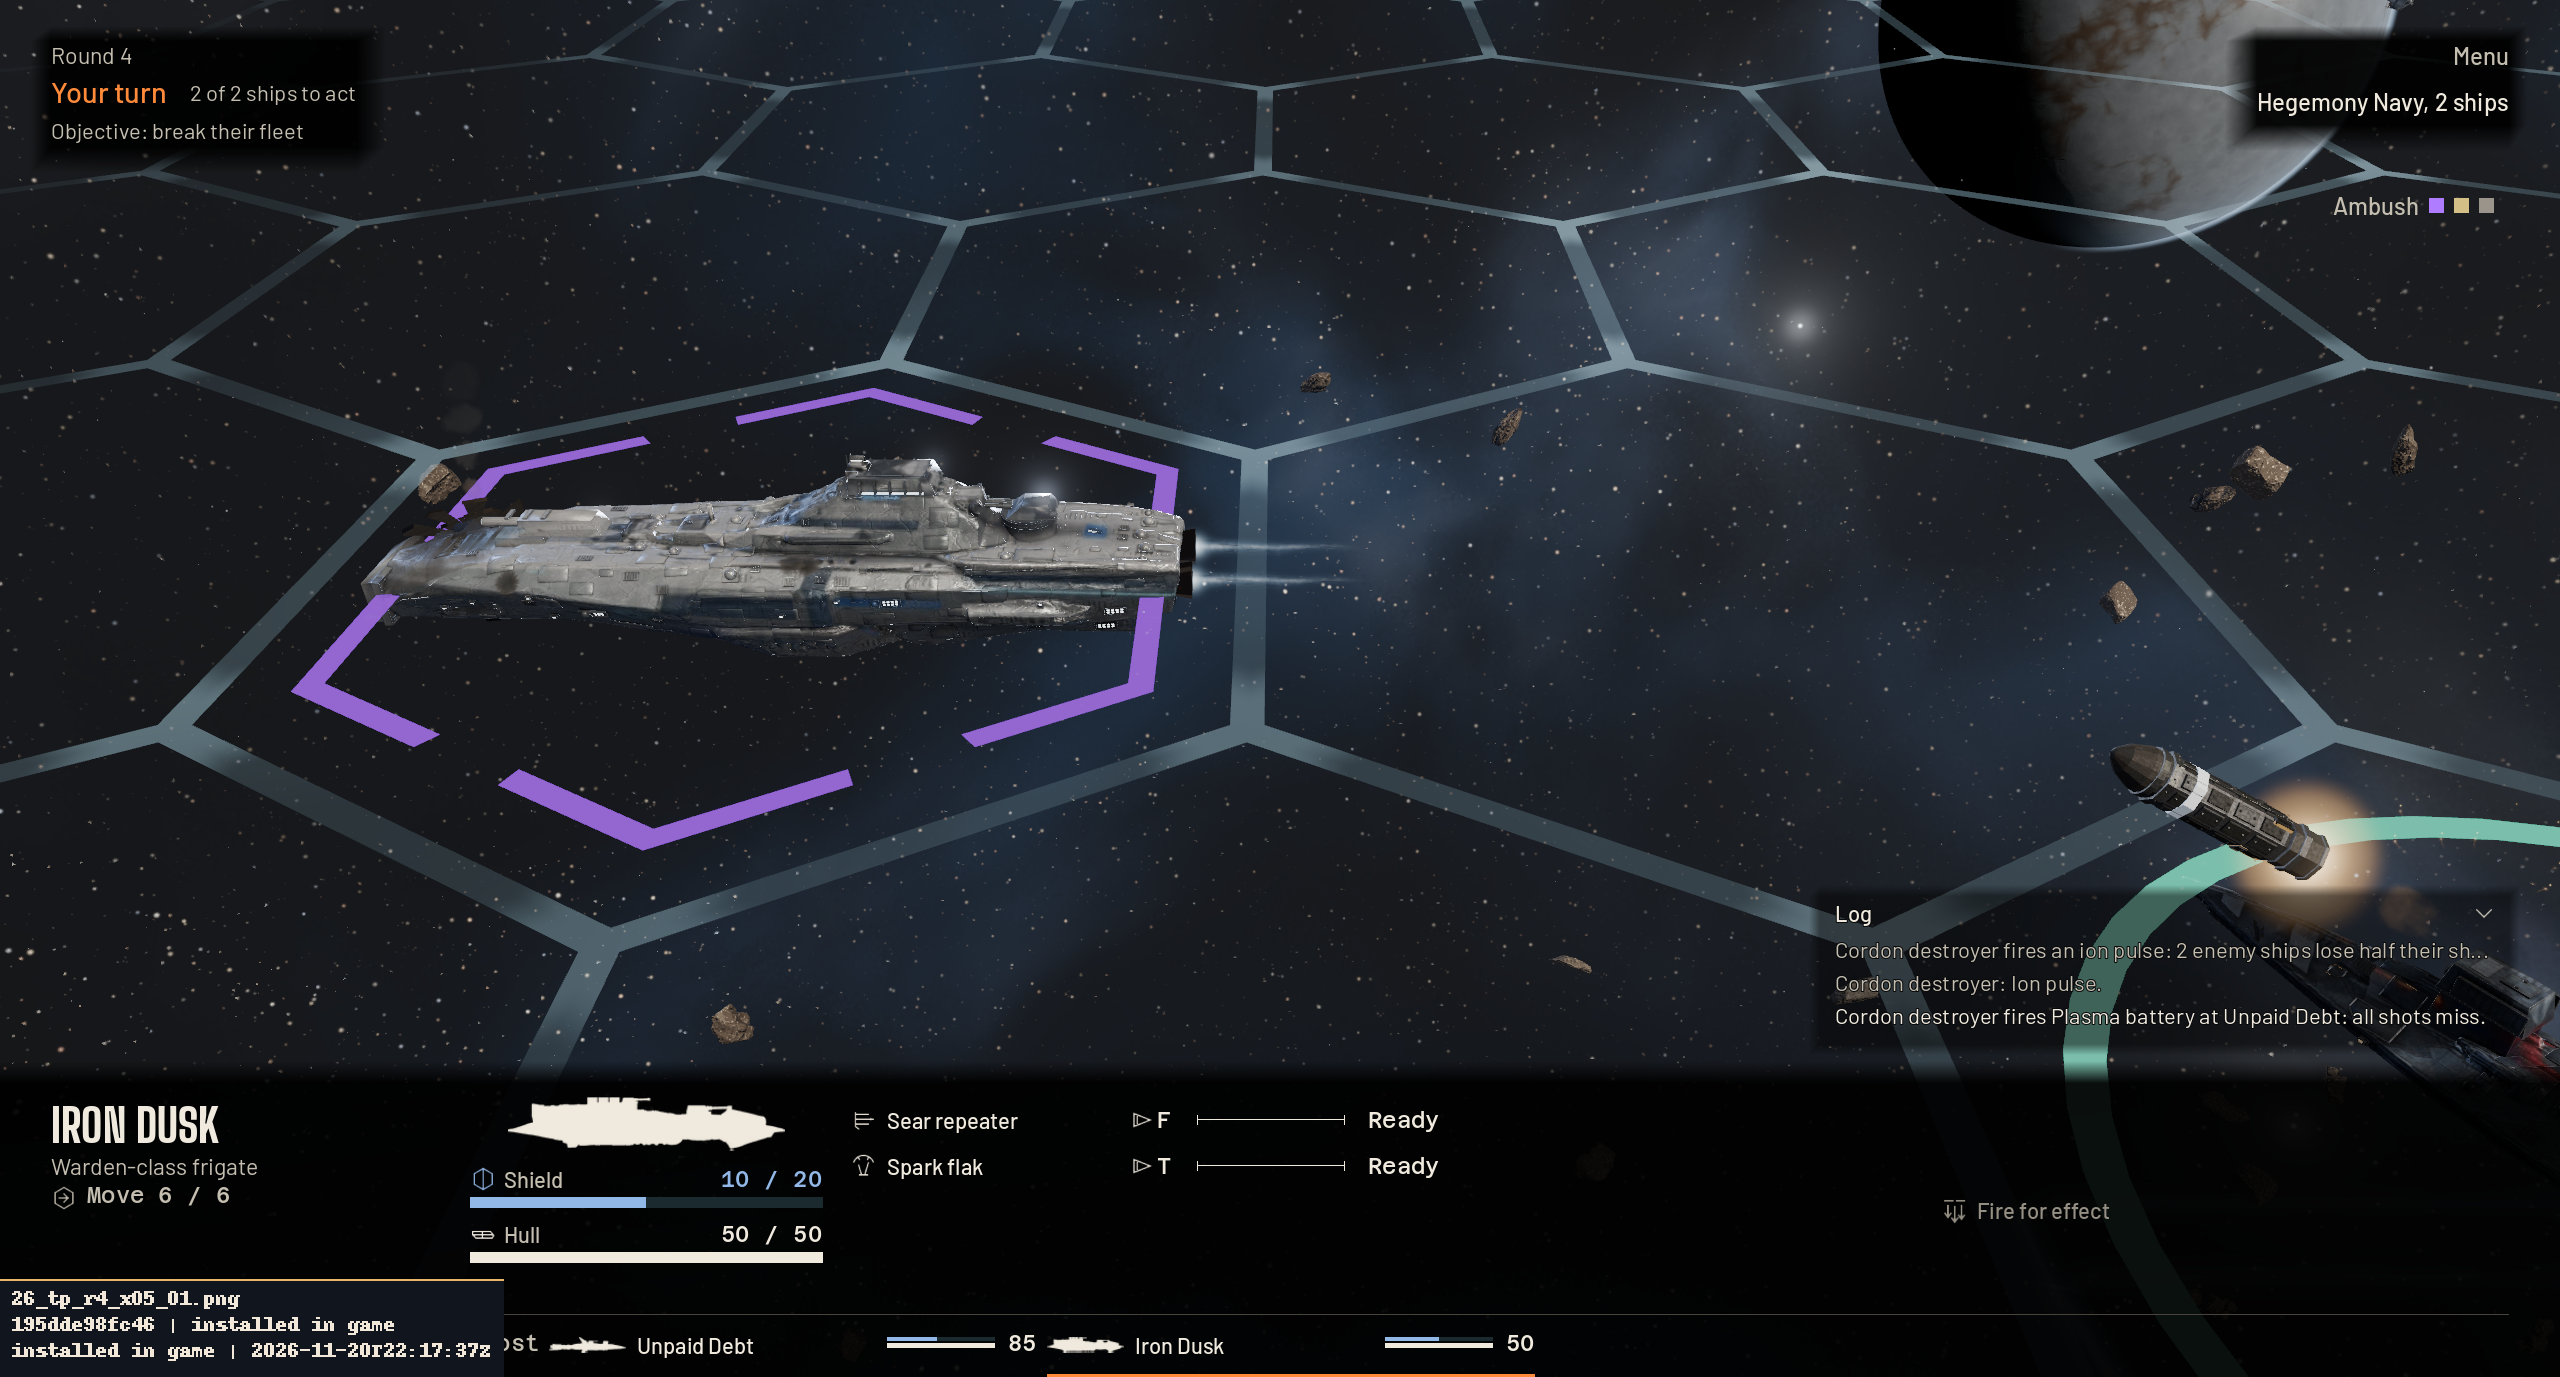 Round 4
Your turn 2 of 2 ships to act
Objective: break their fleet
Menu
Hegemony Navy, 2 ships
Ambush
Log
Cordon destroyer fires an ion pulse: 2 enemy ships lose half their sh...
Cordon destroyer: Ion pulse.
Cordon destroyer fires Plasma battery at Unpaid Debt: all shots miss.
IRON DUSK
Warden-class frigate
Move 6 / 6
Shield 10 / 20
Hull 50 / 50
Sear repeater F Ready
Spark flak T Ready
Fire for effect
26_tp_r4_x05_01.png
195dde98fc46 | installed in game
installed in game | 2026-11-20T22:17:37Z
ost Unpaid Debt 85 Iron Dusk 50